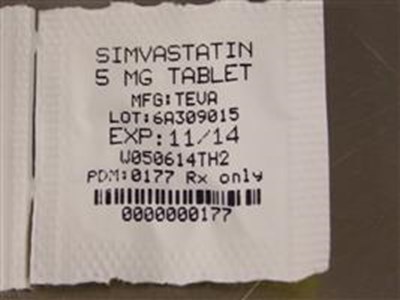 SIMVASTATIN
5 MG TABLET
MFG:TEVA
LOT:6A309015
EXP:11/14
W050614TH2
PDM:0177 Rx only
0000000177